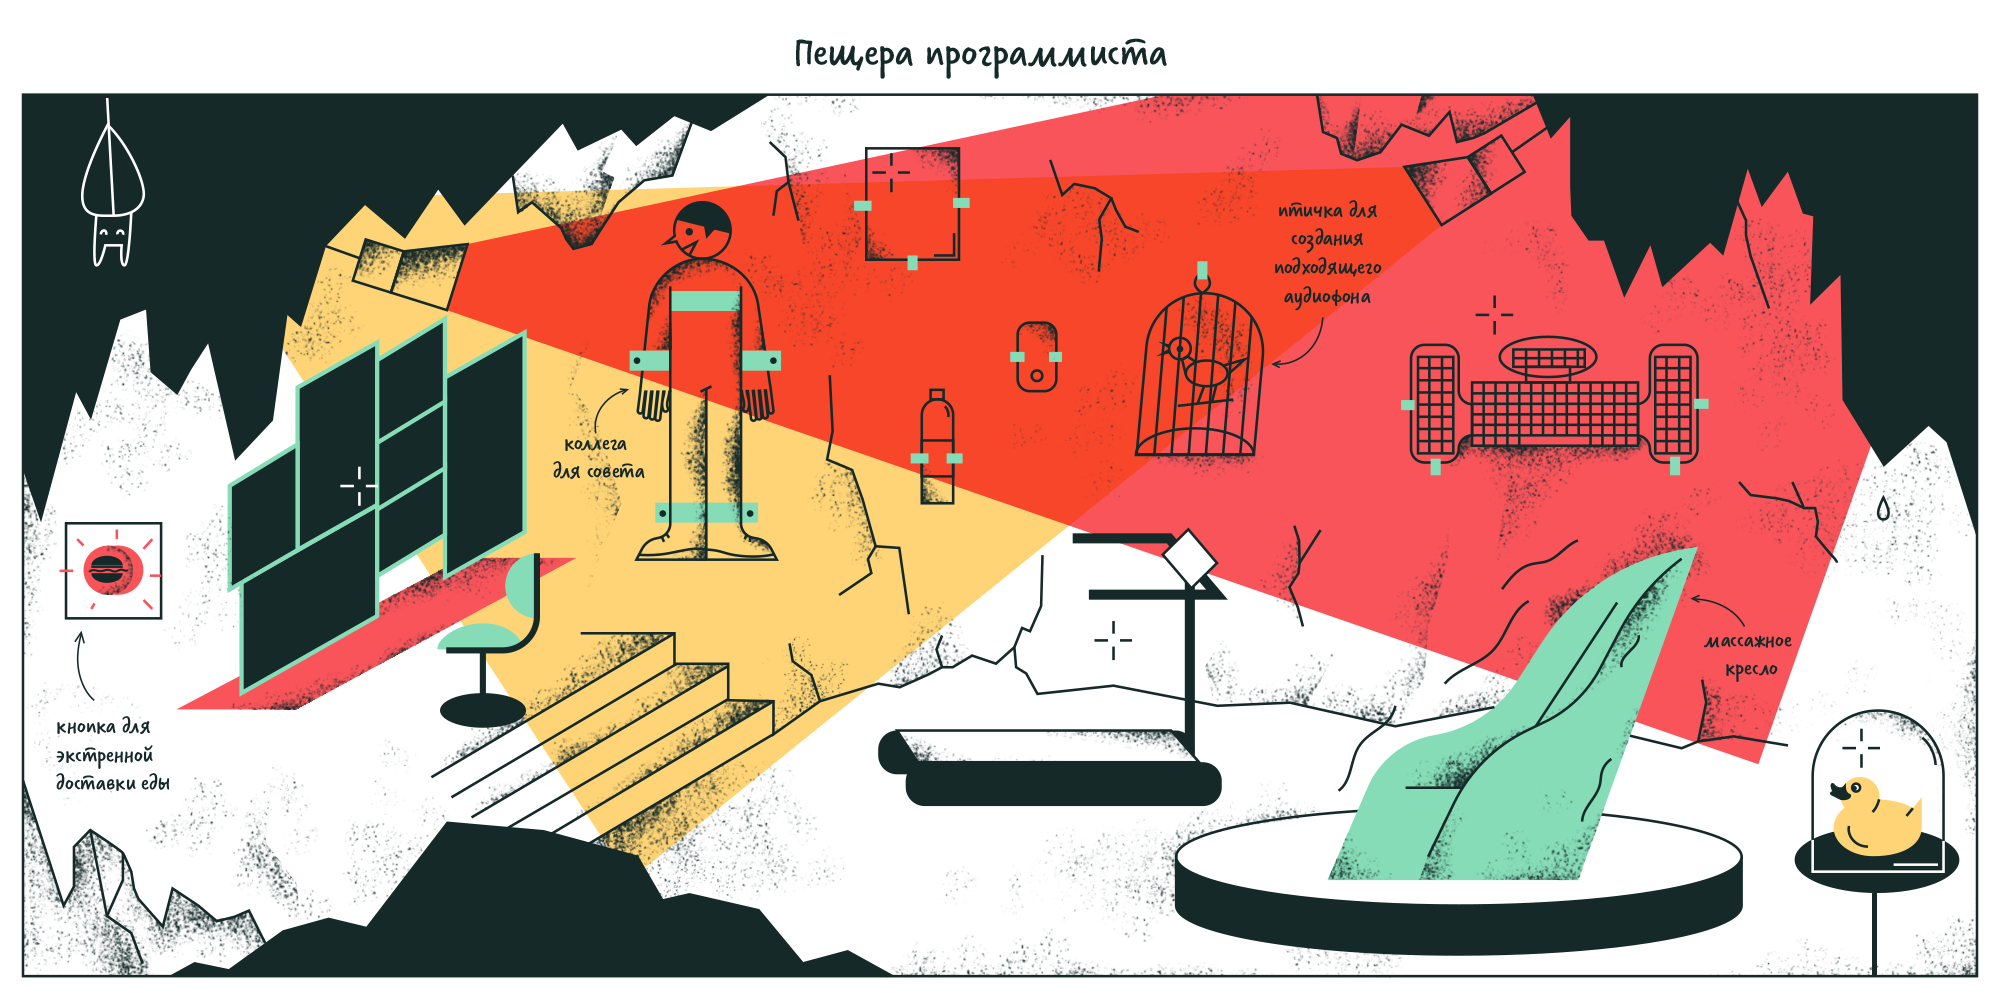 Пещера программиста
птичка для
создания
подходящего
аудиофона
коллега
для совета
массажное
кресло
кнопка для
экстренной
доставки еды